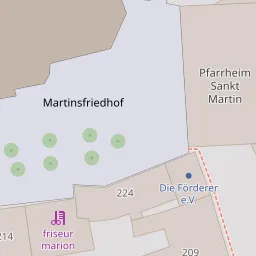 Martinsfriedhof
Pfarrheim
Sankt
Martin
Die Förderer
e.V.
224
friseur
marion
214
209